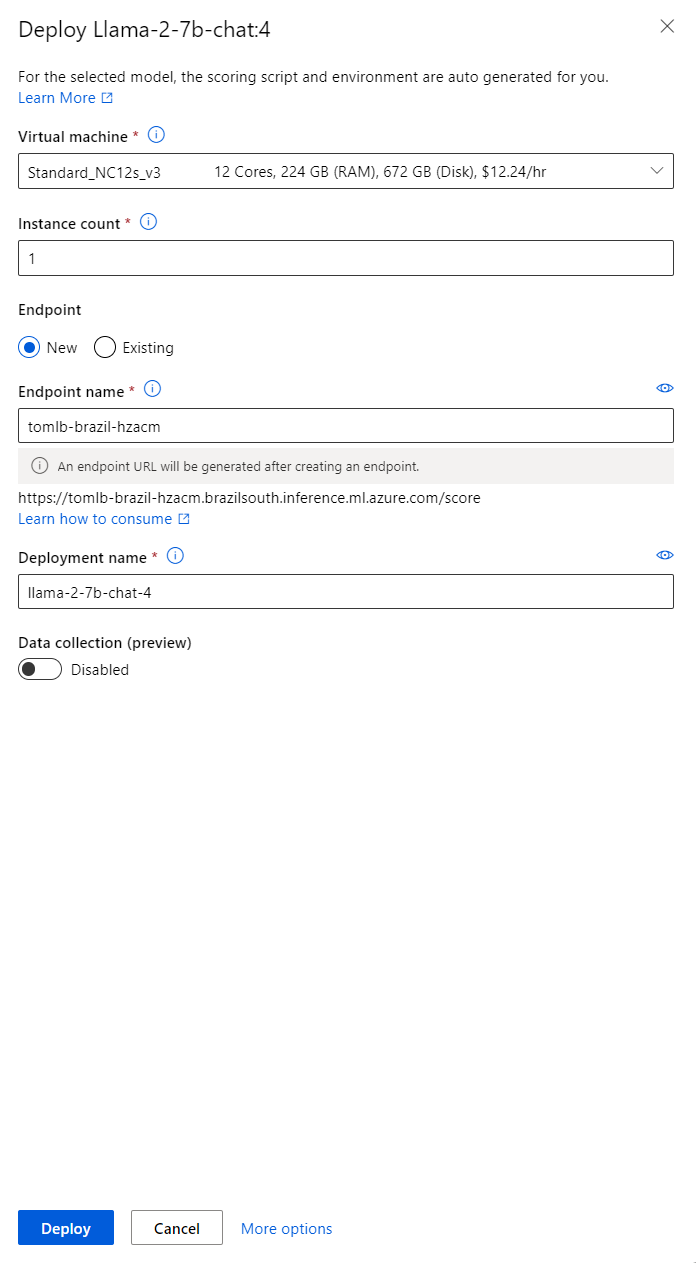 Deploy Llama-2-7b-chat:4
For the selected model, the scoring script and environment are auto generated for you.
Learn More
Virtual machine *
Standard_NC12s_v3 12 Cores, 224 GB (RAM), 672 GB (Disk), $12.24/hr
Instance count *
1
Endpoint
New Existing
Endpoint name *
tomlb-brazil-hzacm
An endpoint URL will be generated after creating an endpoint.
https://tomlb-brazil-hzacm.brazilsouth.inference.ml.azure.com/score
Learn how to consume
Deployment name *
llama-2-7b-chat-4
Data collection (preview)
Disabled
Deploy Cancel More options